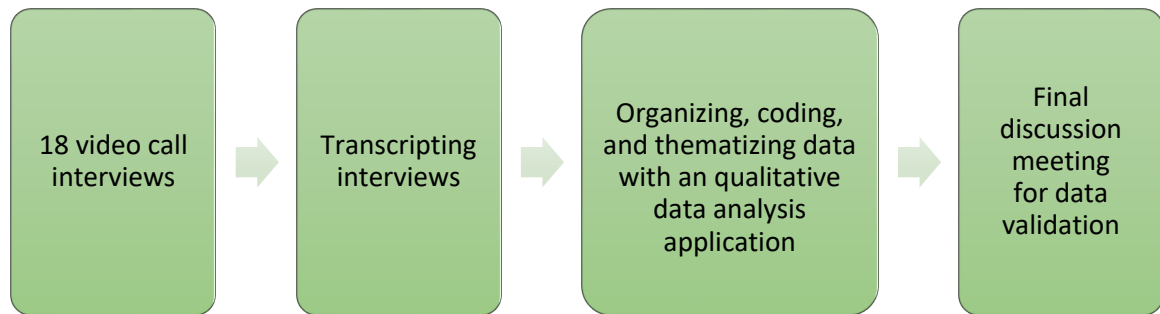 18 video call
interviews
Transcripting
interviews
Organizing, coding,
and thematizing data
with an qualitative
data analysis
application
Final
discussion
meeting
for data
validation